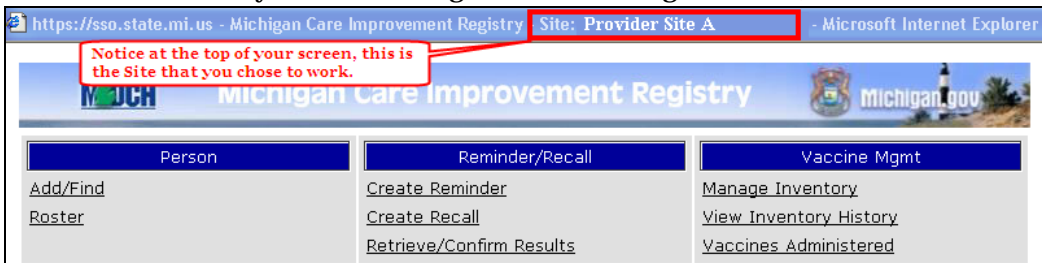 https://sso.state.mi.us - Michigan Care Improvement Registry - Site: Provider Site A - Microsoft Internet Explorer
Notice at the top of your screen, this is
the Site that you chose to work.
MDCH Michigan Care Improvement Registry Michigan.gov
Person Reminder/Recall Vaccine Mgmt
Add/Find Create Reminder Manage Inventory
Roster Create Recall View Inventory History
Retrieve/Confirm Results Vaccines Administered